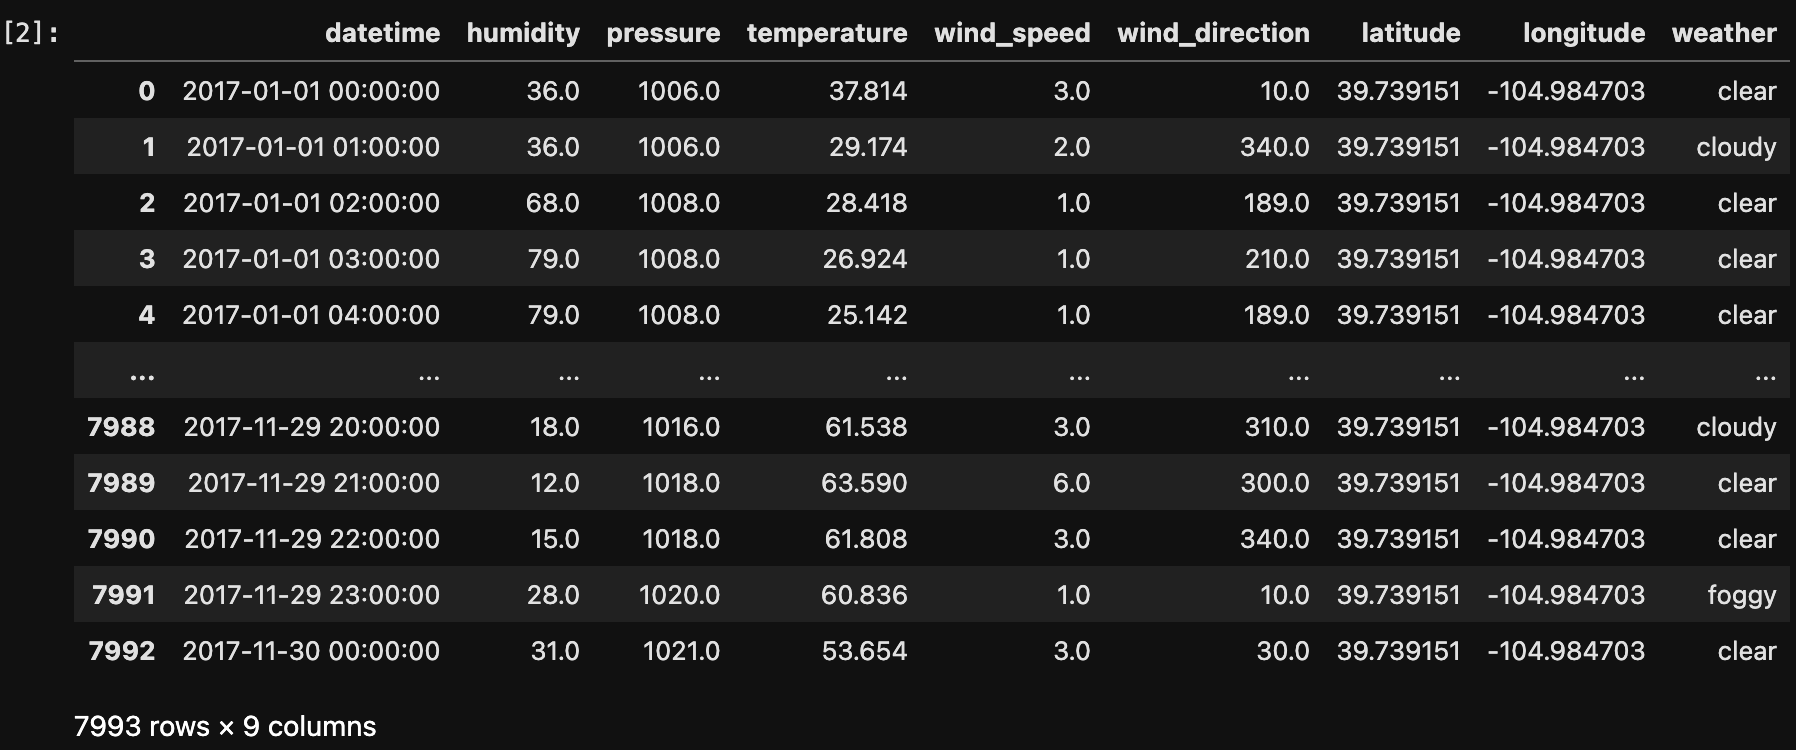 [2]: datetime humidity pressure temperature wind_speed wind_direction latitude longitude weather
0 2017-01-01 00:00:00 36.0 1006.0 37.814 3.0 10.0 39.739151 -104.984703 clear
1 2017-01-01 01:00:00 36.0 1006.0 29.174 2.0 340.0 39.739151 -104.984703 cloudy
2 2017-01-01 02:00:00 68.0 1008.0 28.418 1.0 189.0 39.739151 -104.984703 clear
3 2017-01-01 03:00:00 79.0 1008.0 26.924 1.0 210.0 39.739151 -104.984703 clear
4 2017-01-01 04:00:00 79.0 1008.0 25.142 1.0 189.0 39.739151 -104.984703 clear
... ... ... ... ... ... ... ... ... ...
7988 2017-11-29 20:00:00 18.0 1016.0 61.538 3.0 310.0 39.739151 -104.984703 cloudy
7989 2017-11-29 21:00:00 12.0 1018.0 63.590 6.0 300.0 39.739151 -104.984703 clear
7990 2017-11-29 22:00:00 15.0 1018.0 61.808 3.0 340.0 39.739151 -104.984703 clear
7991 2017-11-29 23:00:00 28.0 1020.0 60.836 1.0 10.0 39.739151 -104.984703 foggy
7992 2017-11-30 00:00:00 31.0 1021.0 53.654 3.0 30.0 39.739151 -104.984703 clear
7993 rows × 9 columns